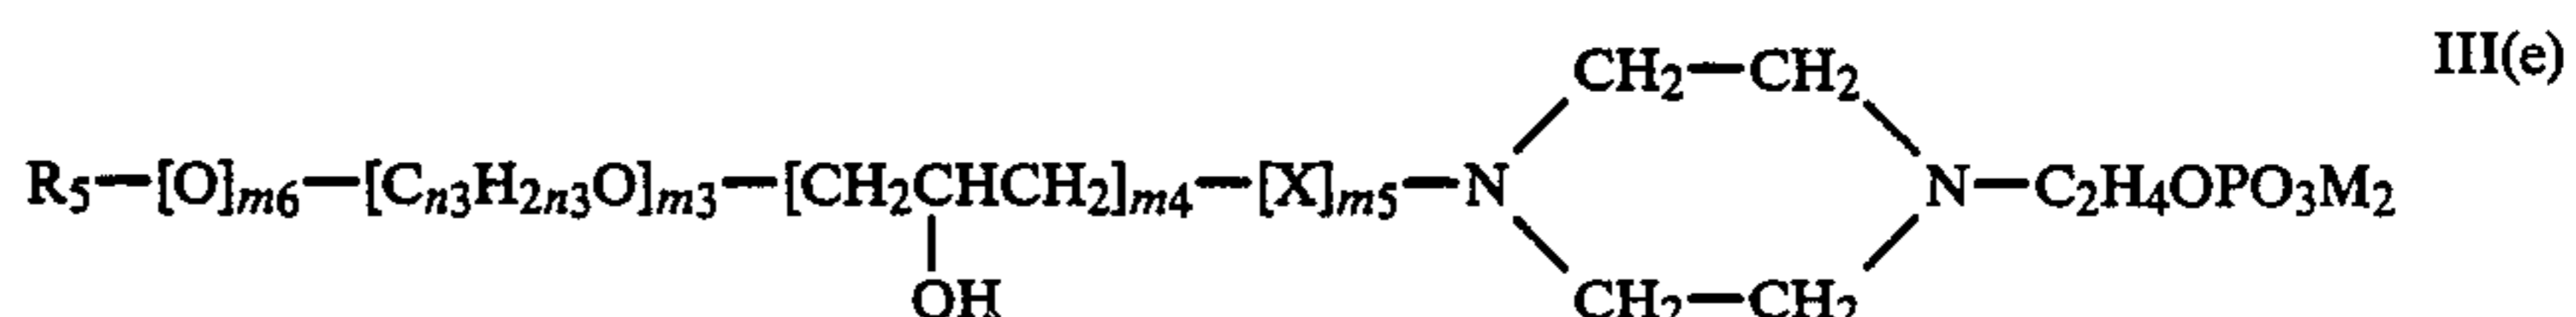 III(e)
CH2—CH2
R5—[O]m6—[Cn3H2n3O]m3—[CH2CHCH2]m4—[X]m5—N N—C2H4OPO3M2
OH CH2—CH2